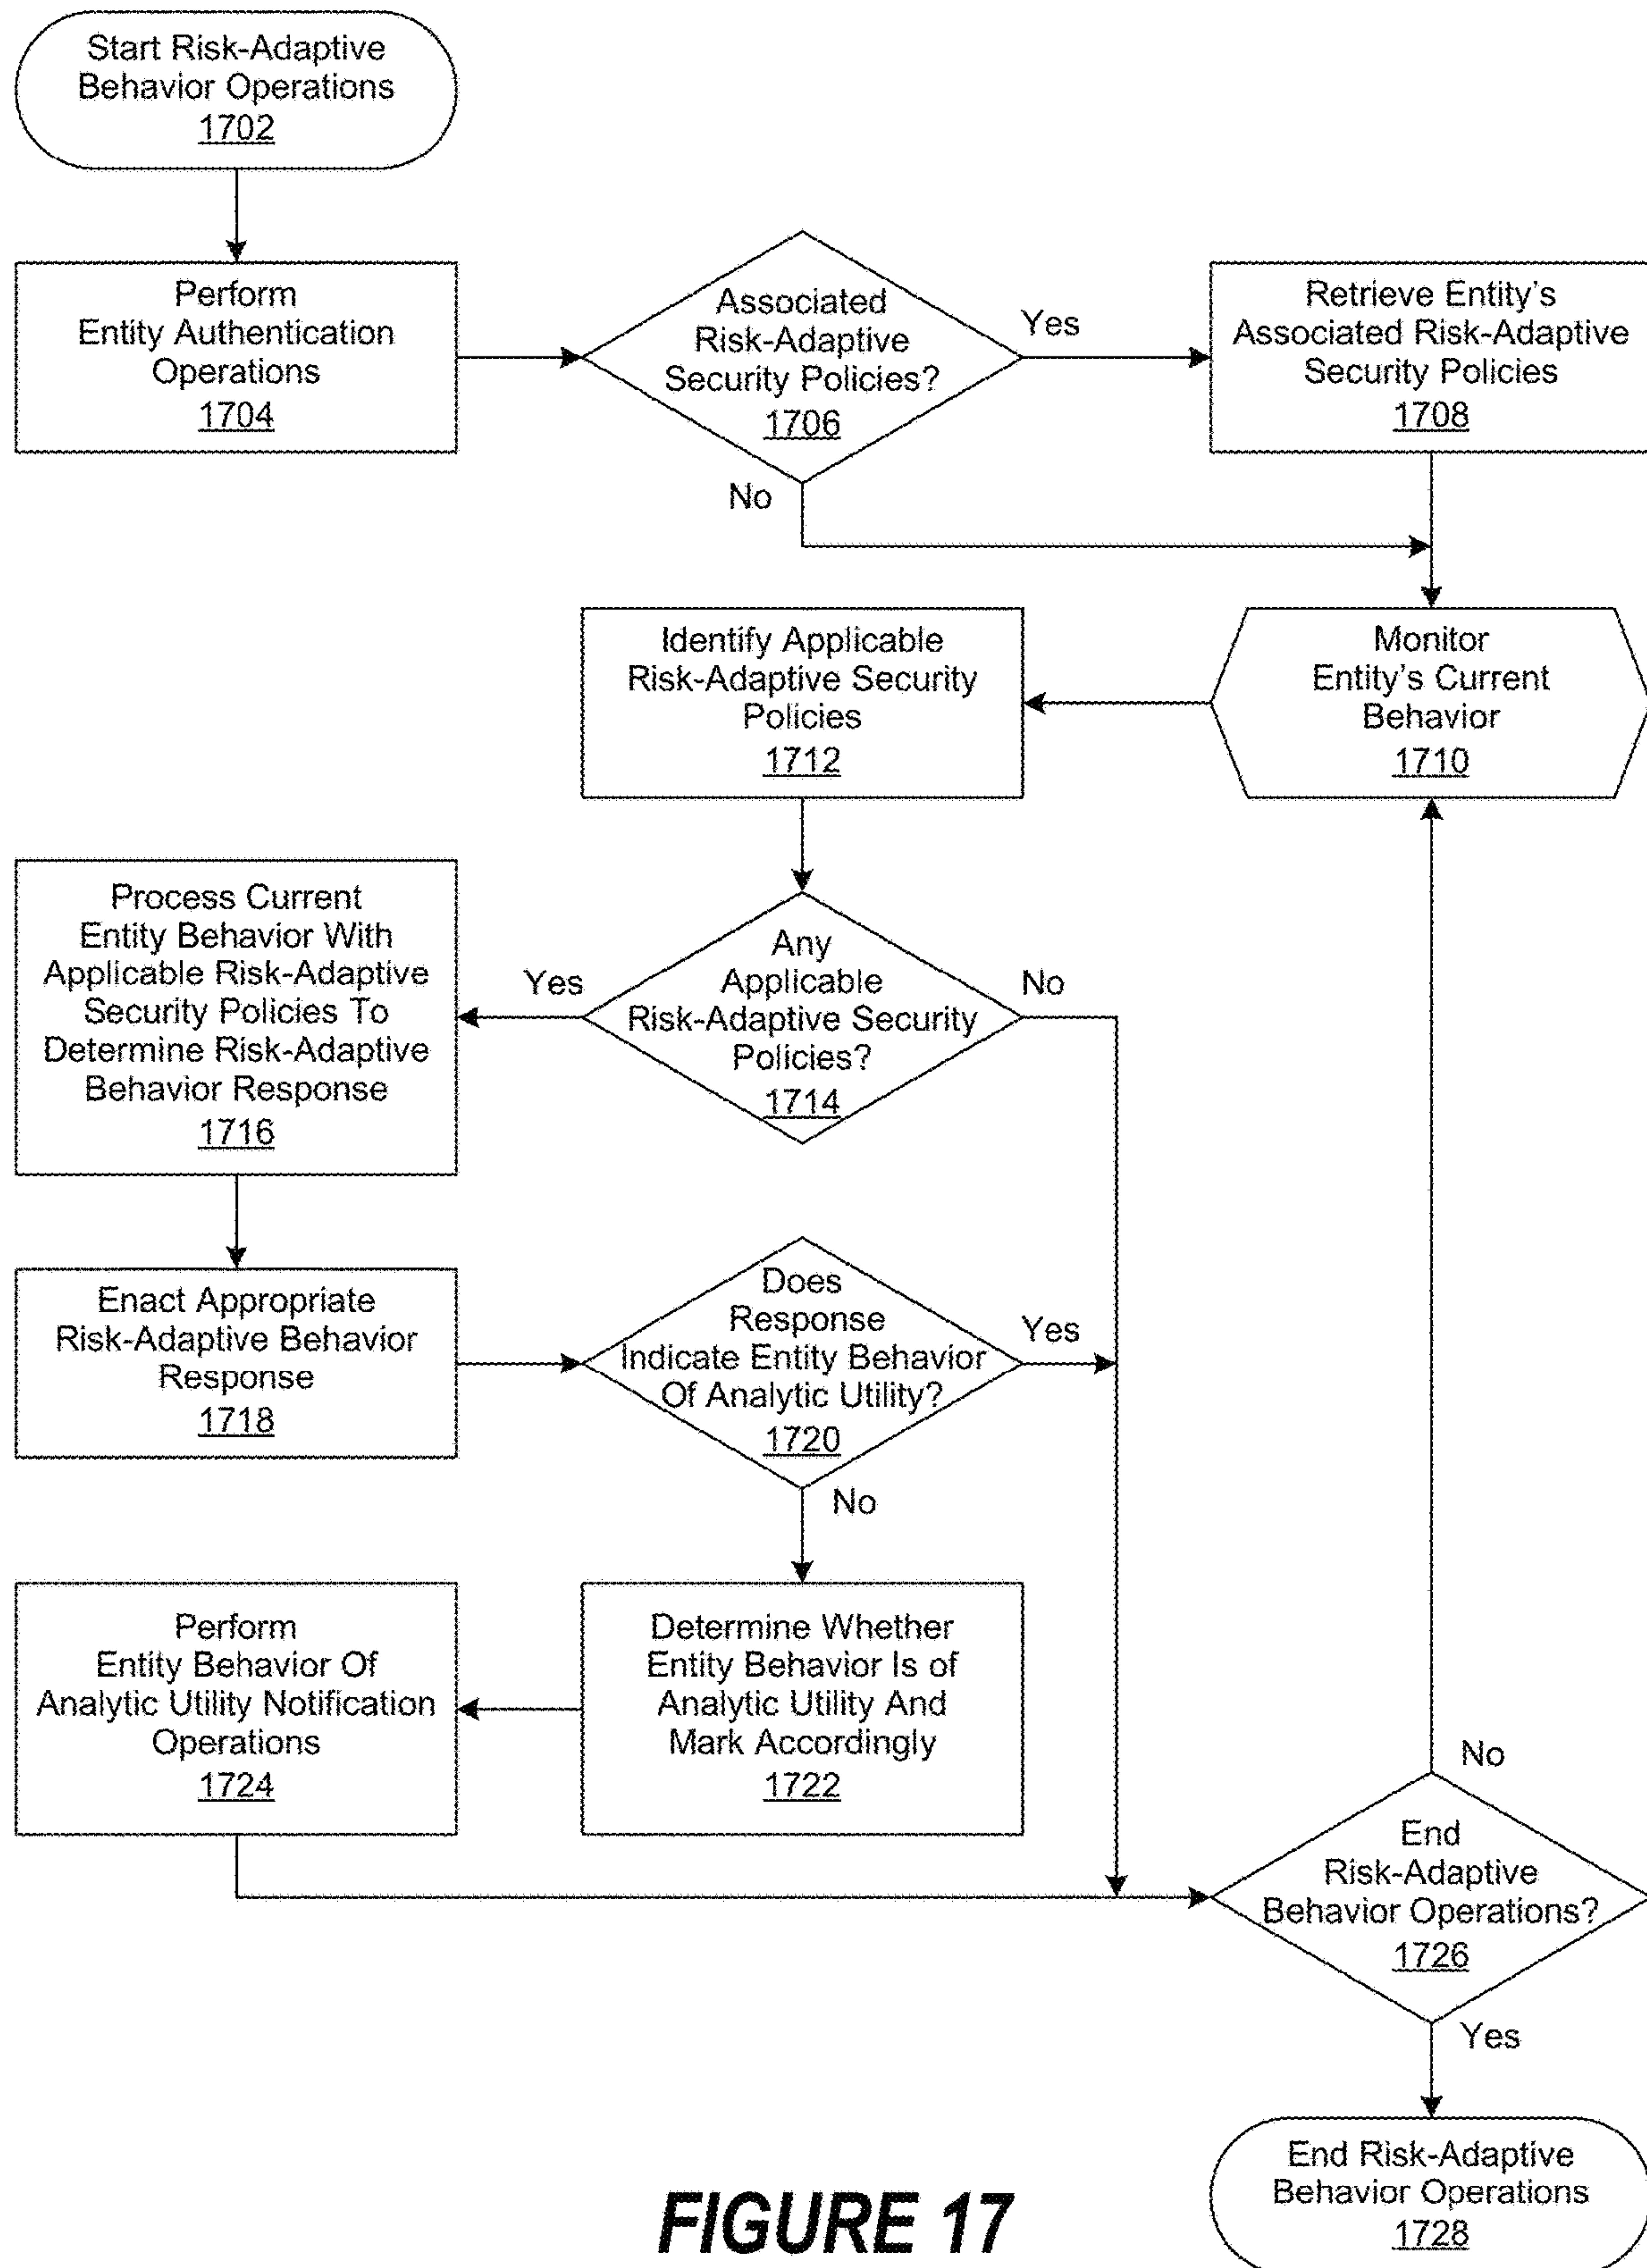 Start Risk-Adaptive
Behavior Operations
1702
Perform
Entity Authentication
Operations
1704
Associated
Risk-Adaptive
Security Policies?
1706
Yes
No
Retrieve Entity's
Associated Risk-Adaptive
Security Policies
1708
Monitor
Entity's Current
Behavior
1710
Identify Applicable
Risk-Adaptive Security
Policies
1712
Any
Applicable
Risk-Adaptive Security
Policies?
1714
Yes
No
Process Current
Entity Behavior With
Applicable Risk-Adaptive
Security Policies To
Determine Risk-Adaptive
Behavior Response
1716
Enact Appropriate
Risk-Adaptive Behavior
Response
1718
Does
Response
Indicate Entity Behavior
Of Analytic Utility?
1720
Yes
No
Determine Whether
Entity Behavior Is of
Analytic Utility And
Mark Accordingly
1722
Perform
Entity Behavior Of
Analytic Utility Notification
Operations
1724
No
End
Risk-Adaptive
Behavior Operations?
1726
Yes
End Risk-Adaptive
Behavior Operations
1728
FIGURE 17